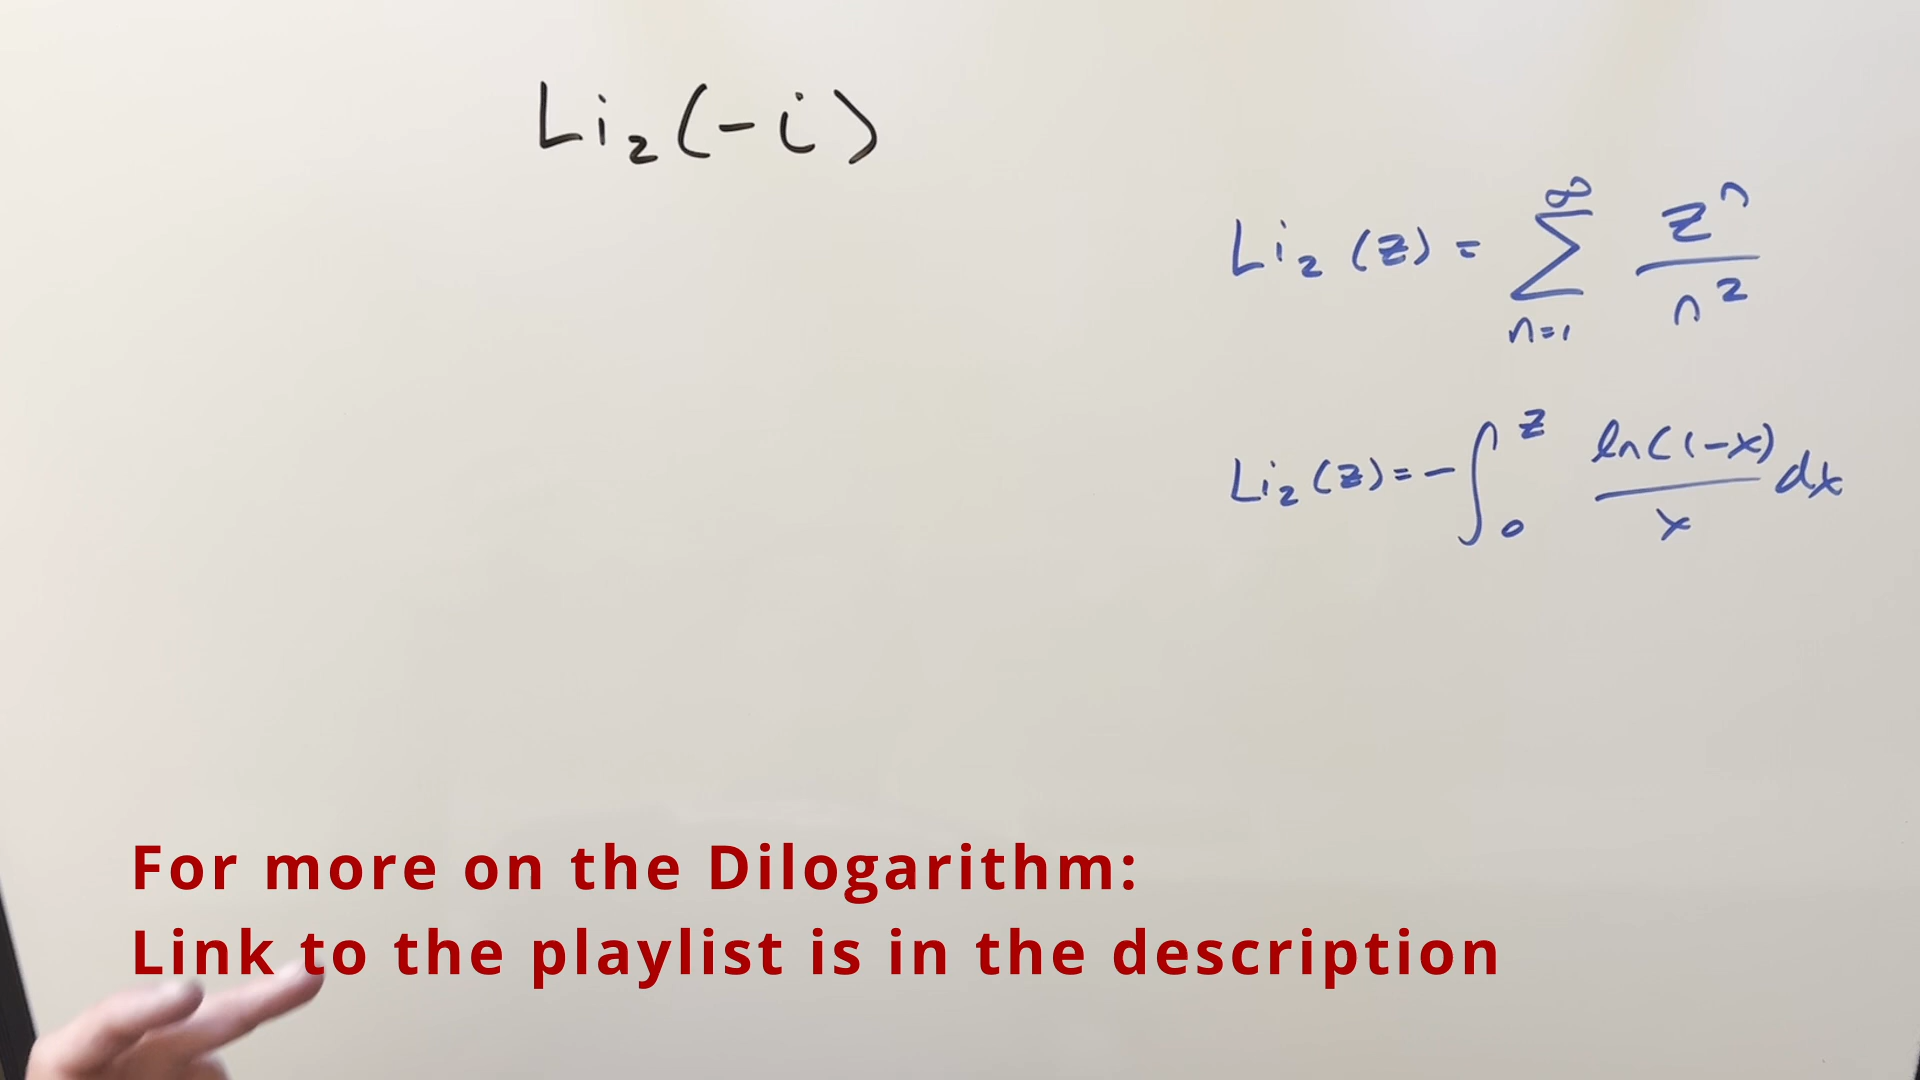 Li₂(-i)
Li₂(z) = ∑_{n=1}^{∞} zⁿ/n²
Li₂(z) = -∫₀ᶻ ln(1-x)/x dx
For more on the Dilogarithm:
Link to the playlist is in the description